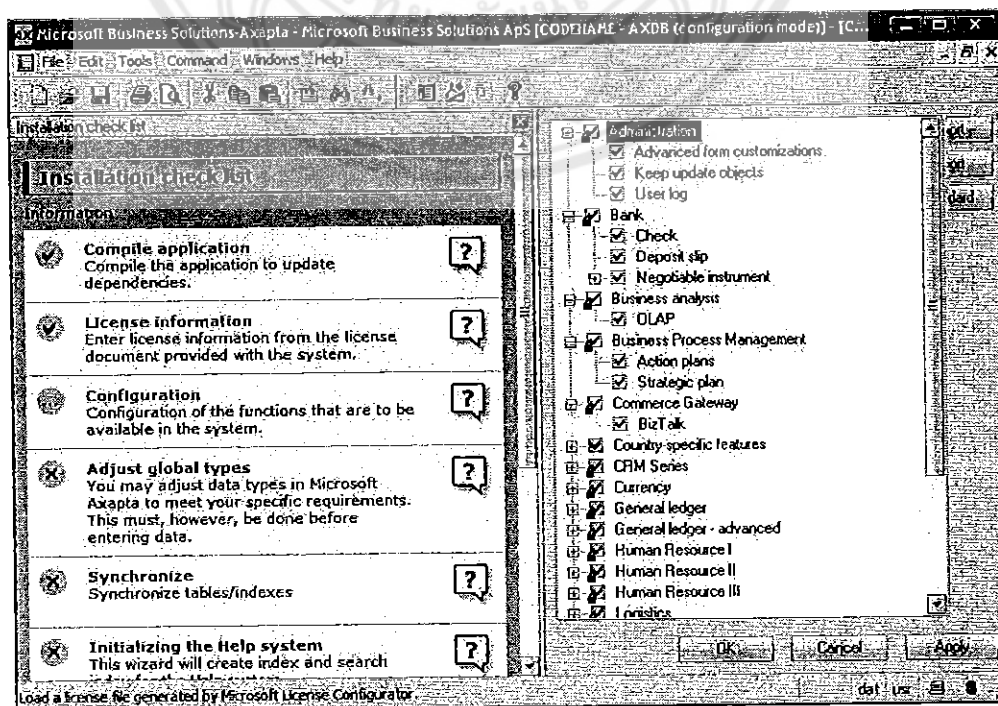 Microsoft Business Solutions-Axapta - Microsoft Business Solutions ApS [CODENAME - AXDB (configuration mode)] - [C...
File Edit Tools Command Windows Help
Installation check list
Installation check list
Information
Compile application
Compile the application to update
dependencies.
License information
Enter license information from the license
document provided with the system.
Configuration
Configuration of the functions that are to be
available in the system.
Adjust global types
You may adjust data types in Microsoft
Axapta to meet your specific requirements.
This must, however, be done before
entering data.
Synchronize
Synchronize tables/indexes
Initializing the Help system
This wizard will create index and search
Administration
Advanced form customizations
Keep update objects
User log
Bank
Check
Deposit slip
Negotiable instrument
Business analysis
OLAP
Business Process Management
Action plans
Strategic plan
Commerce Gateway
BizTalk
Country-specific features
CRM Series
Currency
General ledger
General ledger - advanced
Human Resource I
Human Resource II
Human Resource III
Logistics
OK
Cancel
Apply
Load a license file generated by Microsoft License Configurator.
dat
usr